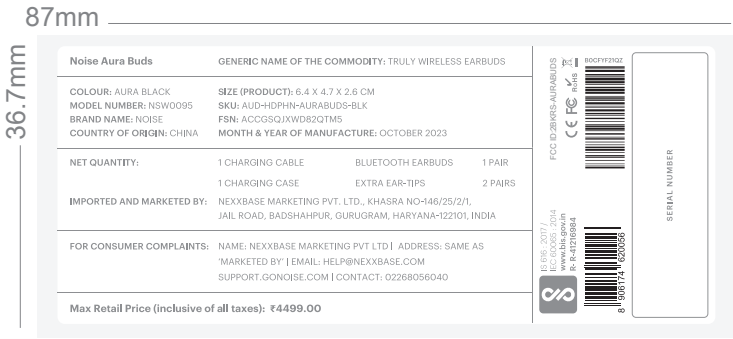 87mm
36.7mm
Noise Aura Buds
GENERIC NAME OF THE COMMODITY: TRULY WIRELESS EARBUDS
COLOUR: AURA BLACK
MODEL NUMBER: NSW0095
BRAND NAME: NOISE
COUNTRY OF ORIGIN: CHINA
SIZE (PRODUCT): 6.4 X 4.7 X 2.6 CM
SKU: AUD-HDPHN-AURABUDS-BLK
FSN: ACCGSQJXWD82QTM5
MONTH & YEAR OF MANUFACTURE: OCTOBER 2023
NET QUANTITY: 1 CHARGING CABLE BLUETOOTH EARBUDS 1 PAIR
1 CHARGING CASE EXTRA EAR-TIPS 2 PAIRS
IMPORTED AND MARKETED BY: NEXXBASE MARKETING PVT. LTD., KHASRA NO-146/25/2/1,
JAIL ROAD, BADSHAHPUR, GURUGRAM, HARYANA-122101, INDIA
FOR CONSUMER COMPLAINTS: NAME: NEXXBASE MARKETING PVT LTD | ADDRESS: SAME AS
'MARKETED BY' | EMAIL: HELP@NEXXBASE.COM
SUPPORT.GONOISE.COM | CONTACT: 02268056040
Max Retail Price (inclusive of all taxes): ₹4499.00
FCC ID:2BKRS-AURABUDS
CE FC
RoHS
B0CFYF21QZ
IS 616 : 2017 /
IEC 60065 : 2014
www.bis.gov.in
R- R-41216984
8 906174 620056
SERIAL NUMBER